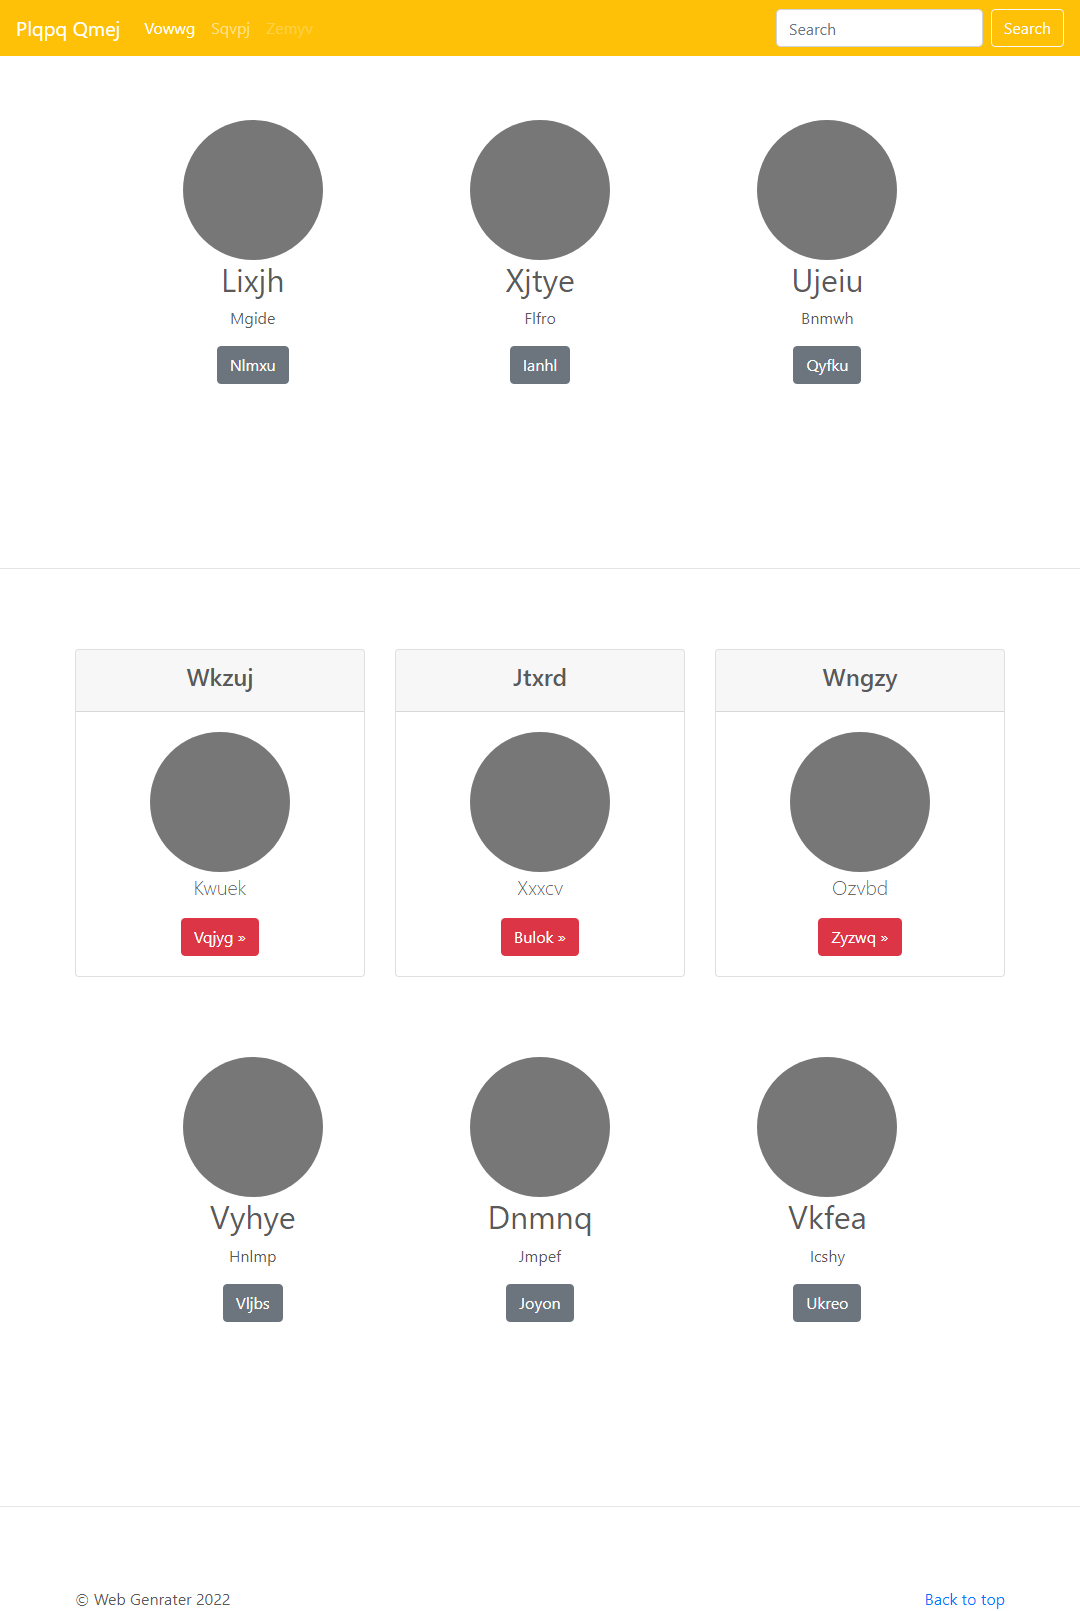 Plqpq Qmej Vowwg Sqvpj Zemyv Search Search
Lixjh Xjtye Ujeiu
Mgide Flfro Bnmwh
Nlmxu Ianhl Qyfku
Wkzuj Jtxrd Wngzy
Kwuek Xxxcv Ozvbd
Vqjyg » Bulok » Zyzwq »
Vyhye Dnmnq Vkfea
Hnlmp Jmpef Icshy
Vljbs Joyon Ukreo
© Web Genrater 2022 Back to top